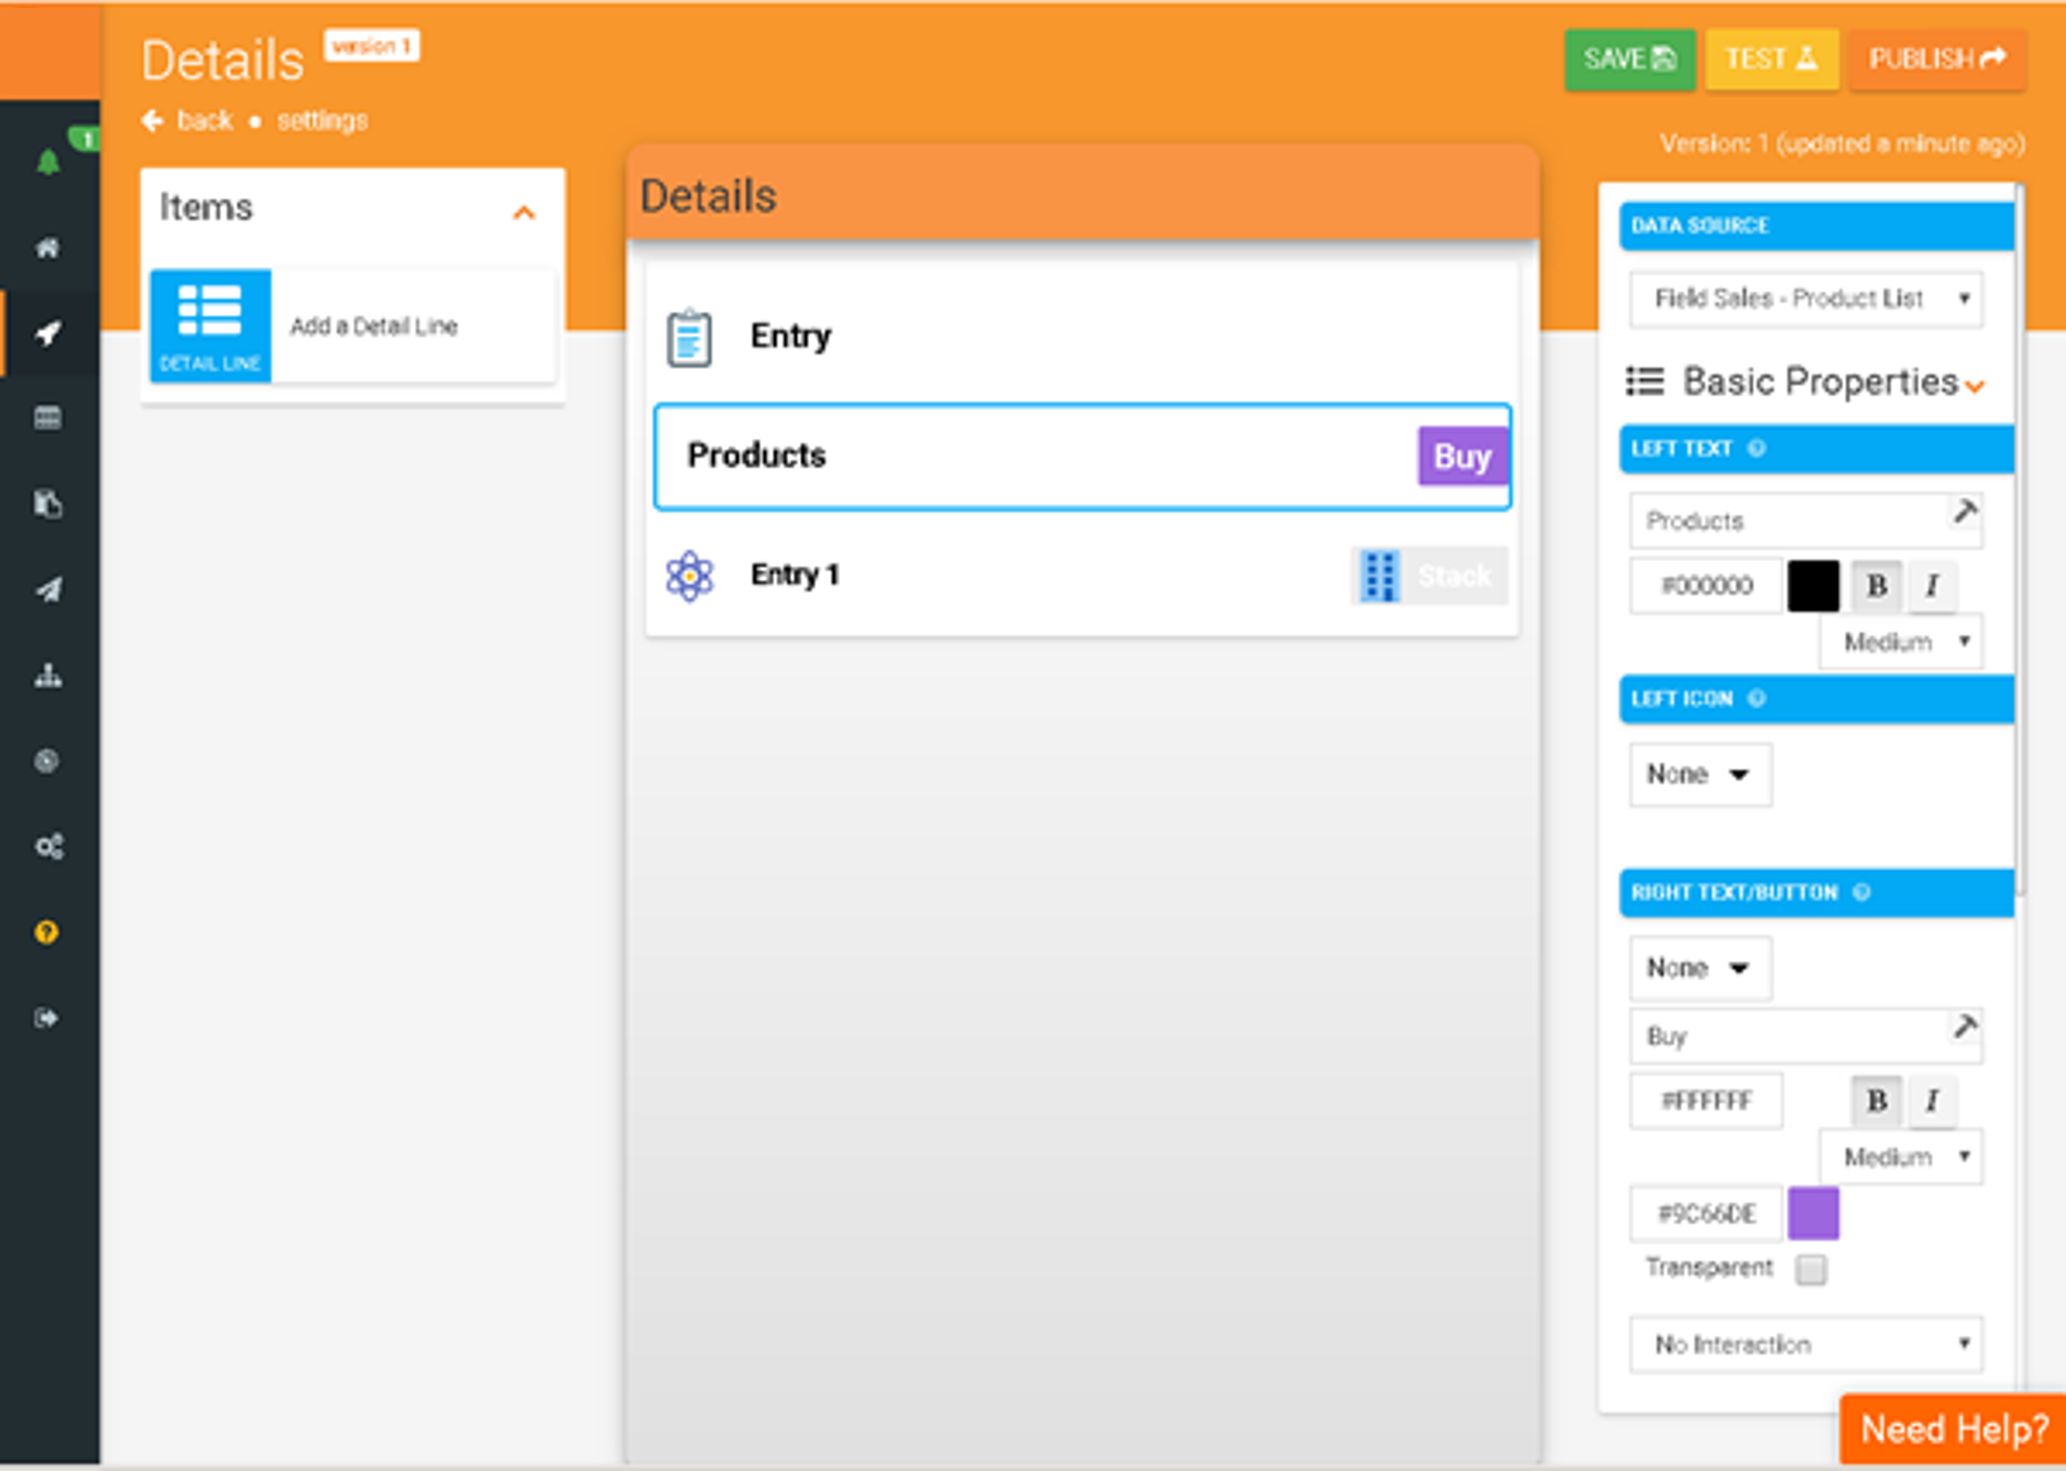 Details version 1
SAVE TEST PUBLISH
back • settings
Version: 1 (updated a minute ago)
1
Items
DETAIL LINE
Add a Detail Line
Details
Entry
Products Buy
Entry 1 Stack
DATA SOURCE
Field Sales - Product List
Basic Properties
LEFT TEXT
Products
#000000 B I
Medium
LEFT ICON
None
RIGHT TEXT/BUTTON
None
Buy
#FFFFFF B I
Medium
#9C66DE
Transparent
No Interaction
Need Help?